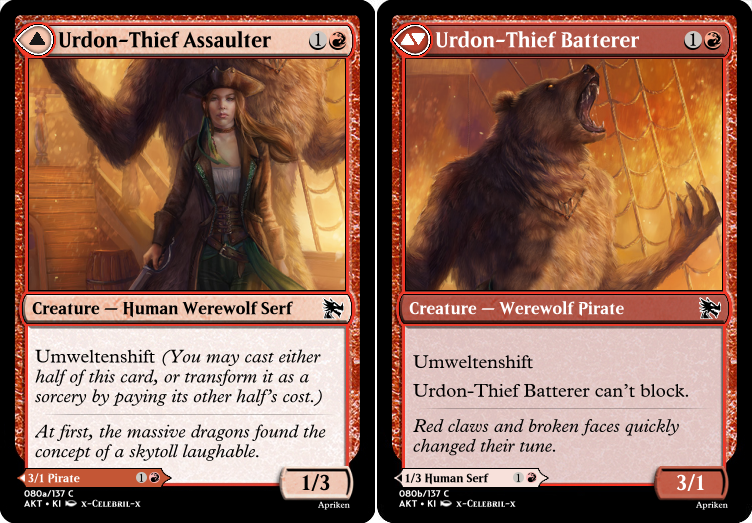 Urdon-Thief Assaulter 1
Creature — Human Werewolf Serf
Umweltenshift (You may cast either
half of this card, or transform it as a
sorcery by paying its other half's cost.)
At first, the massive dragons found the
concept of a skytoll laughable.
3/1 Pirate 1
1/3
080a/137 C
AKT • KI x-Celebril-x
Apriken
Urdon-Thief Batterer 1
Creature — Werewolf Pirate
Umweltenshift
Urdon-Thief Batterer can't block.
Red claws and broken faces quickly
changed their tune.
1/3 Human Serf 1
3/1
080b/137 C
AKT • KI x-Celebril-x
Apriken